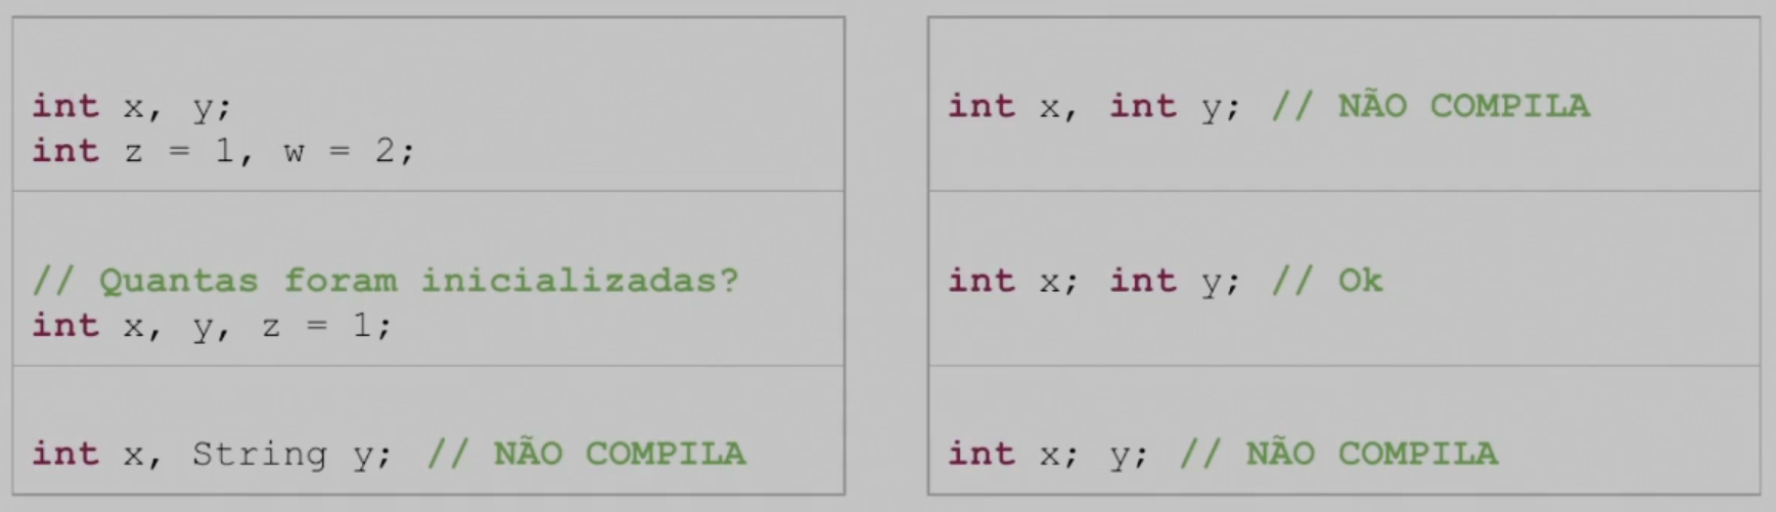 int x, y;
int z = 1, w = 2;
// Quantas foram inicializadas?
int x, y, z = 1;
int x, String y; // NÃO COMPILA
int x, int y; // NÃO COMPILA
int x; int y; // Ok
int x; y; // NÃO COMPILA